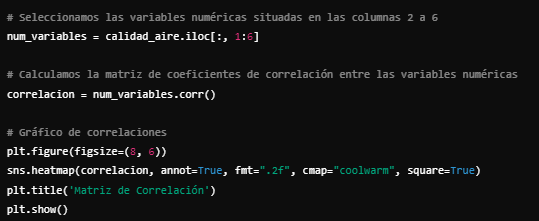 # Seleccionamos las variables numéricas situadas en las columnas 2 a 6
num_variables = calidad_aire.iloc[:, 1:6]
# Calculamos la matriz de coeficientes de correlación entre las variables numéricas
correlacion = num_variables.corr()
# Gráfico de correlaciones
plt.figure(figsize=(8, 6))
sns.heatmap(correlacion, annot=True, fmt=".2f", cmap="coolwarm", square=True)
plt.title('Matriz de Correlación')
plt.show()